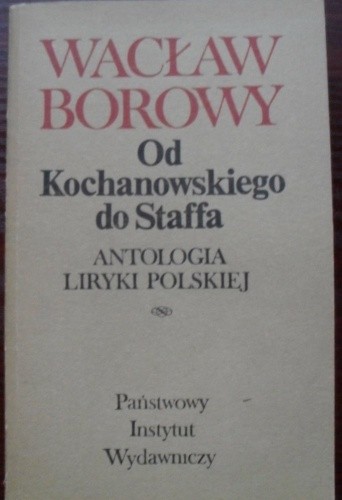 WACŁAW
BOROWY
Od
Kochanowskiego
do Staffa
ANTOLOGIA
LIRYKI POLSKIEJ
Państwowy
Instytut
Wydawniczy